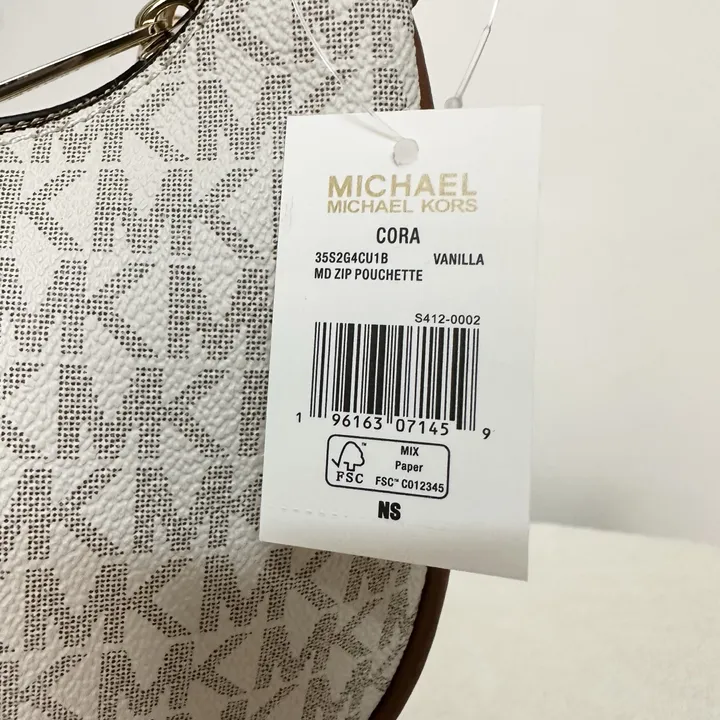 MICHAEL
MICHAEL KORS
CORA
35S2G4CU1B VANILLA
MD ZIP POUCHETTE
S412-0002
1 96163 07145 9
FSC™
MIX
Paper
FSC™ C012345
NS